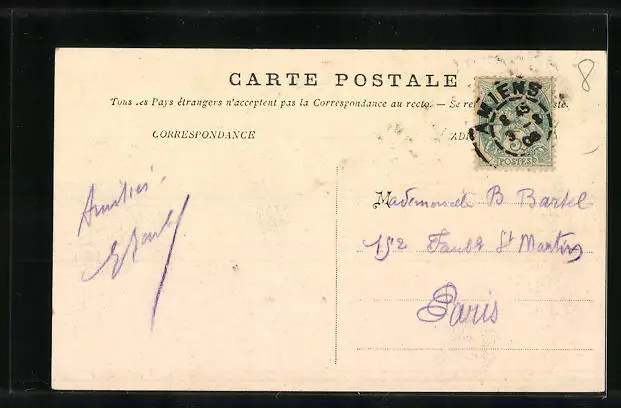 CARTE POSTALE
Tous les Pays étrangers n'acceptent pas la Correspondance au recto. — Se
CORRESPONDANCE
AMIENS
POSTES
8
Amitiés
Mademoiselle B Bartel
152 Faub^g St Martin
Paris